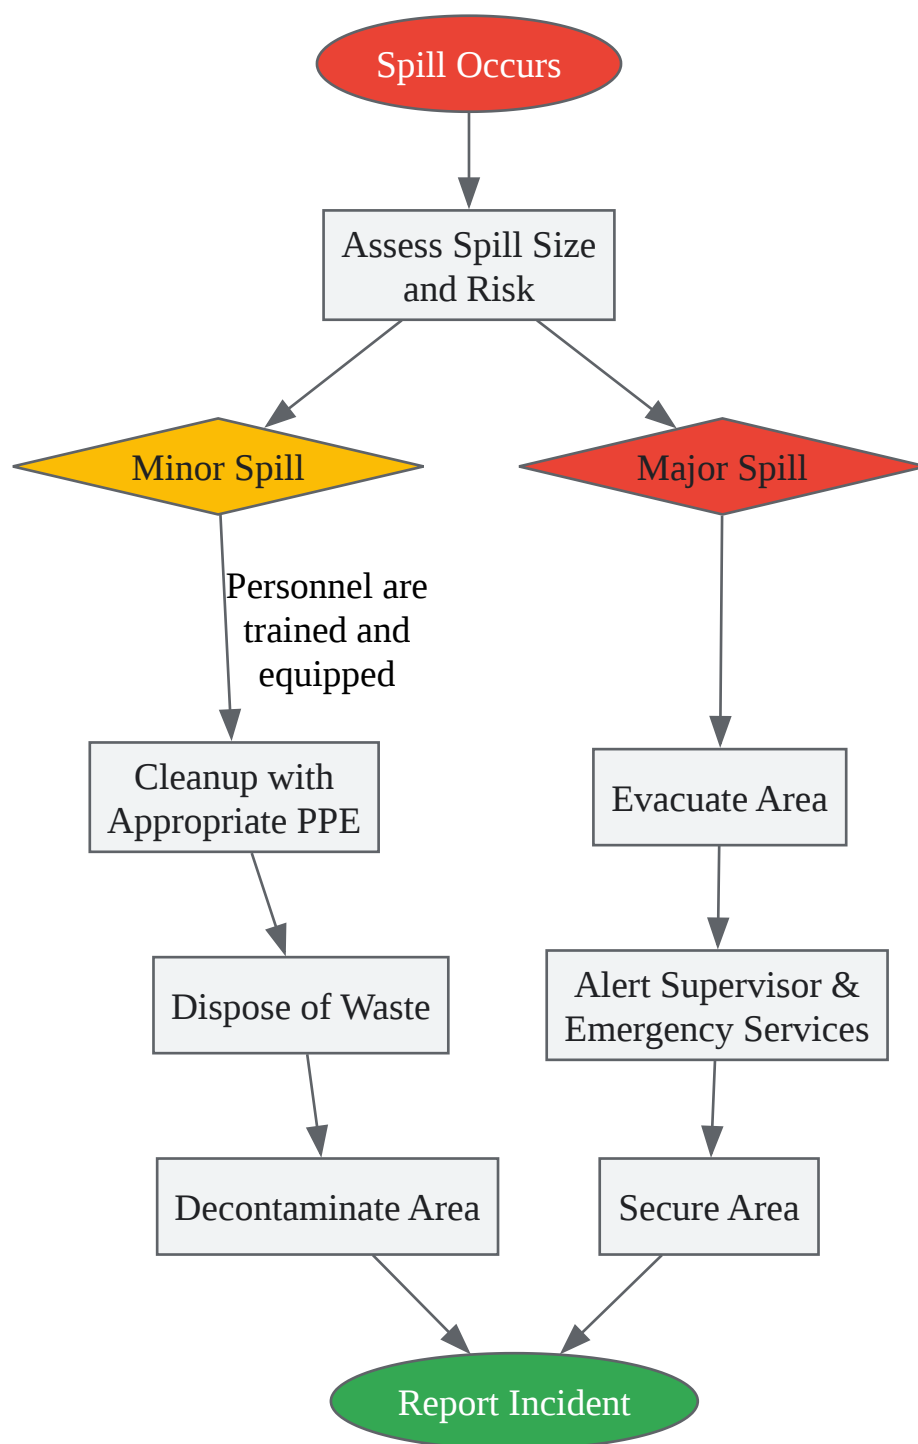 Spill Occurs
Assess Spill Size
and Risk
Minor Spill
Major Spill
Personnel are
trained and
equipped
Cleanup with
Appropriate PPE
Evacuate Area
Dispose of Waste
Alert Supervisor &
Emergency Services
Decontaminate Area
Secure Area
Report Incident